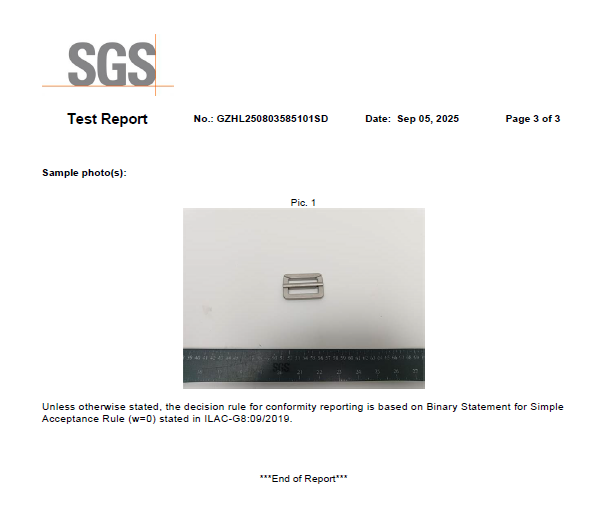 SGS
Test Report No.: GZHL250803585101SD Date: Sep 05, 2025 Page 3 of 3
Sample photo(s):
Pic. 1
SGS
Unless otherwise stated, the decision rule for conformity reporting is based on Binary Statement for Simple
Acceptance Rule (w=0) stated in ILAC-G8:09/2019.
***End of Report***